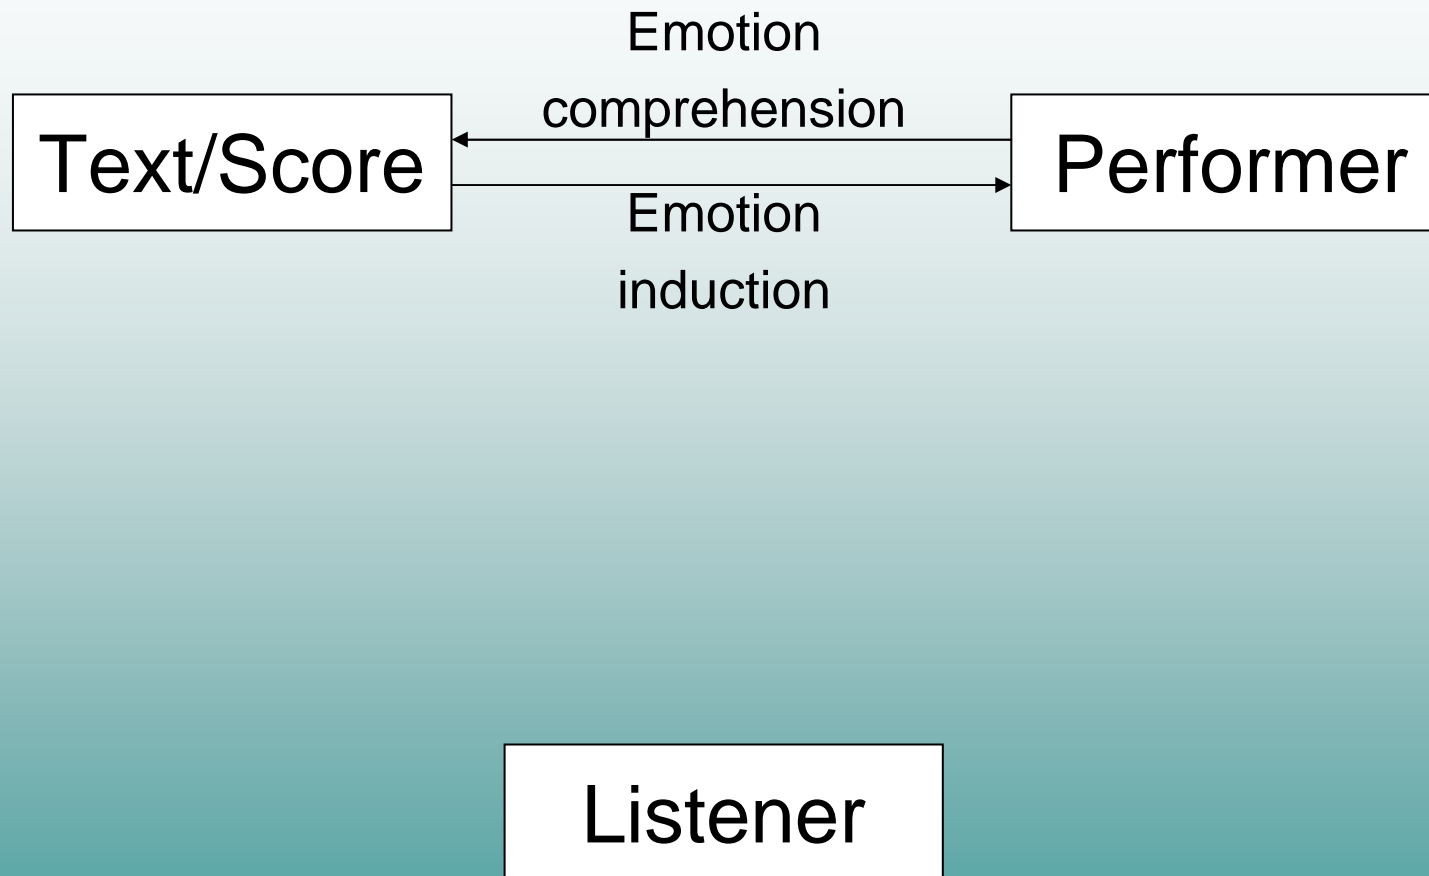 Emotion
comprehension
Text/Score
Performer
Emotion
induction
Listener